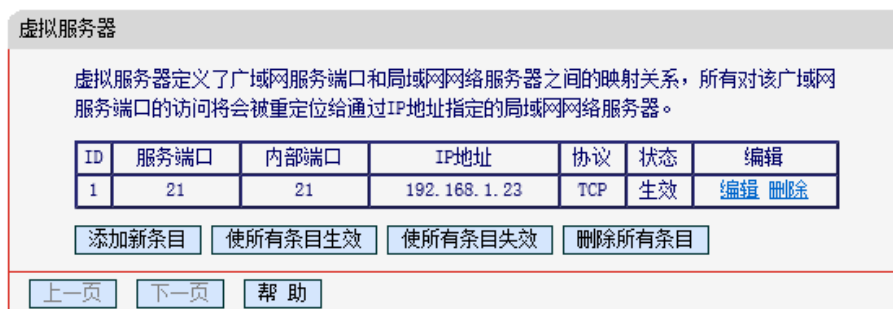 虚拟服务器
虚拟服务器定义了广域网服务端口和局域网网络服务器之间的映射关系，所有对该广域网
服务端口的访问将会被重定位给通过IP地址指定的局域网网络服务器。
ID 服务端口 内部端口 IP地址 协议 状态 编辑
1 21 21 192.168.1.23 TCP 生效 编辑 删除
添加新条目 使所有条目生效 使所有条目失效 删除所有条目
上一页 下一页 帮 助